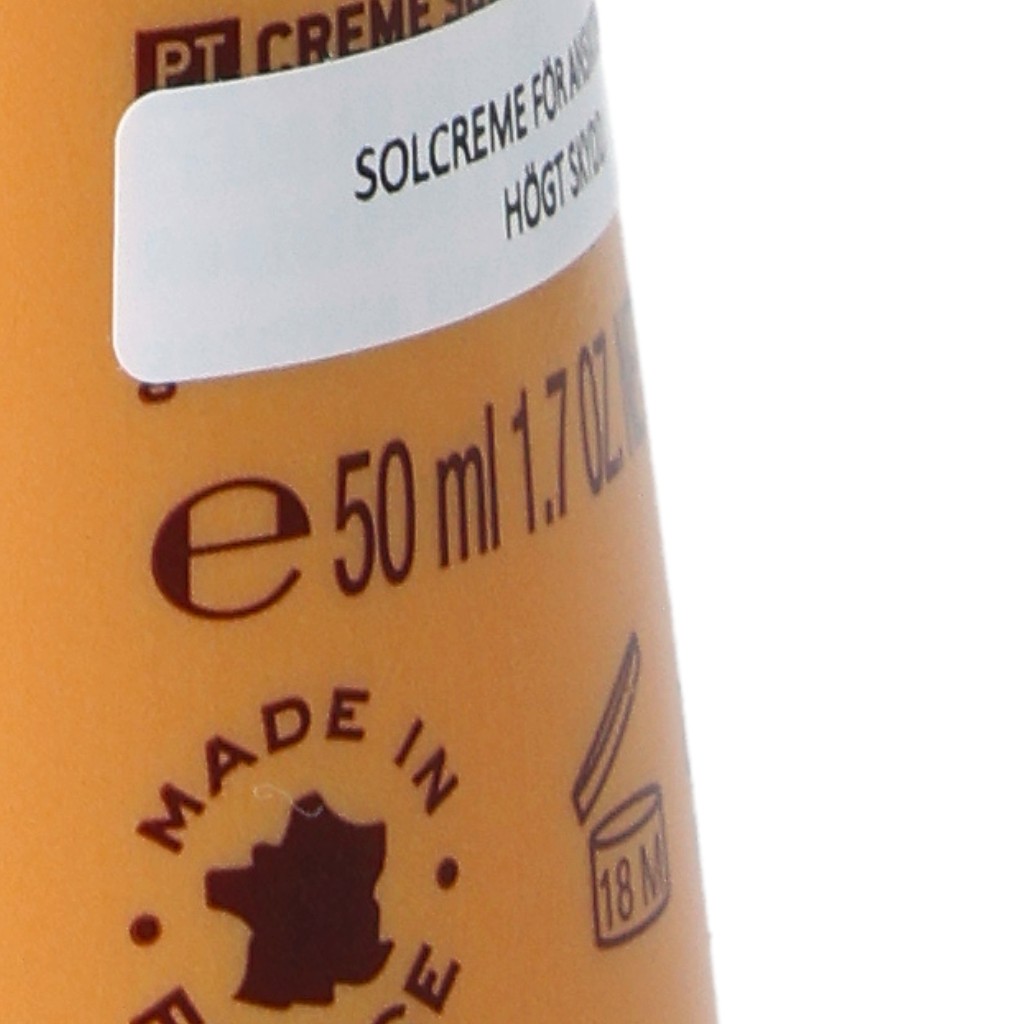 PT CREME
SOLCREME FÖR
HÖGT
e 50 ml 1.7 OZ.
MADE IN
18 M